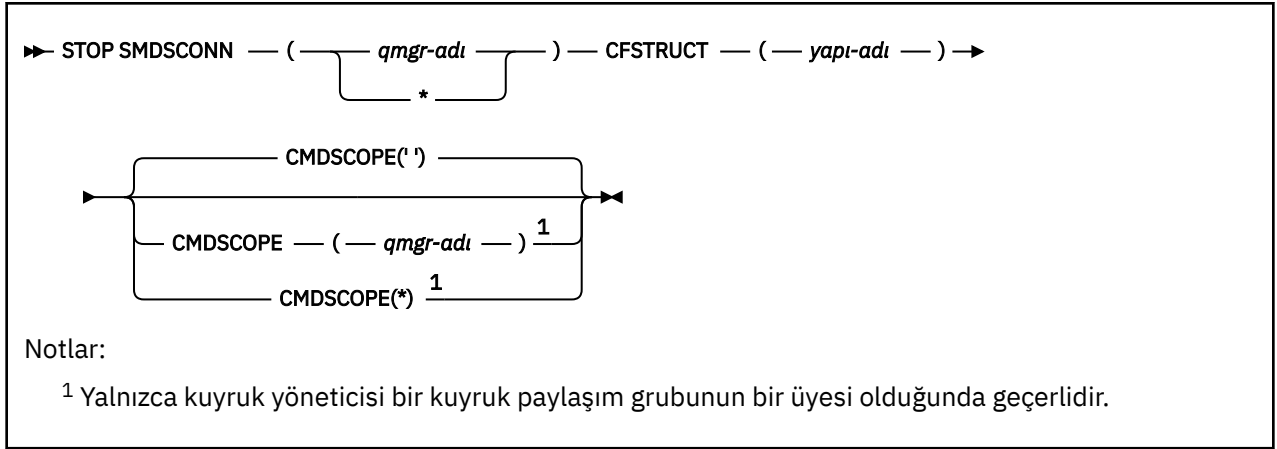 STOP SMDSCONN ( qmgr-adı ) CFSTRUCT ( yapı-adı )
*
CMDSCOPE(' ')
CMDSCOPE ( qmgr-adı ) 1
CMDSCOPE(*) 1
Notlar:
1 Yalnızca kuyruk yöneticisi bir kuyruk paylaşım grubunun bir üyesi olduğunda geçerlidir.